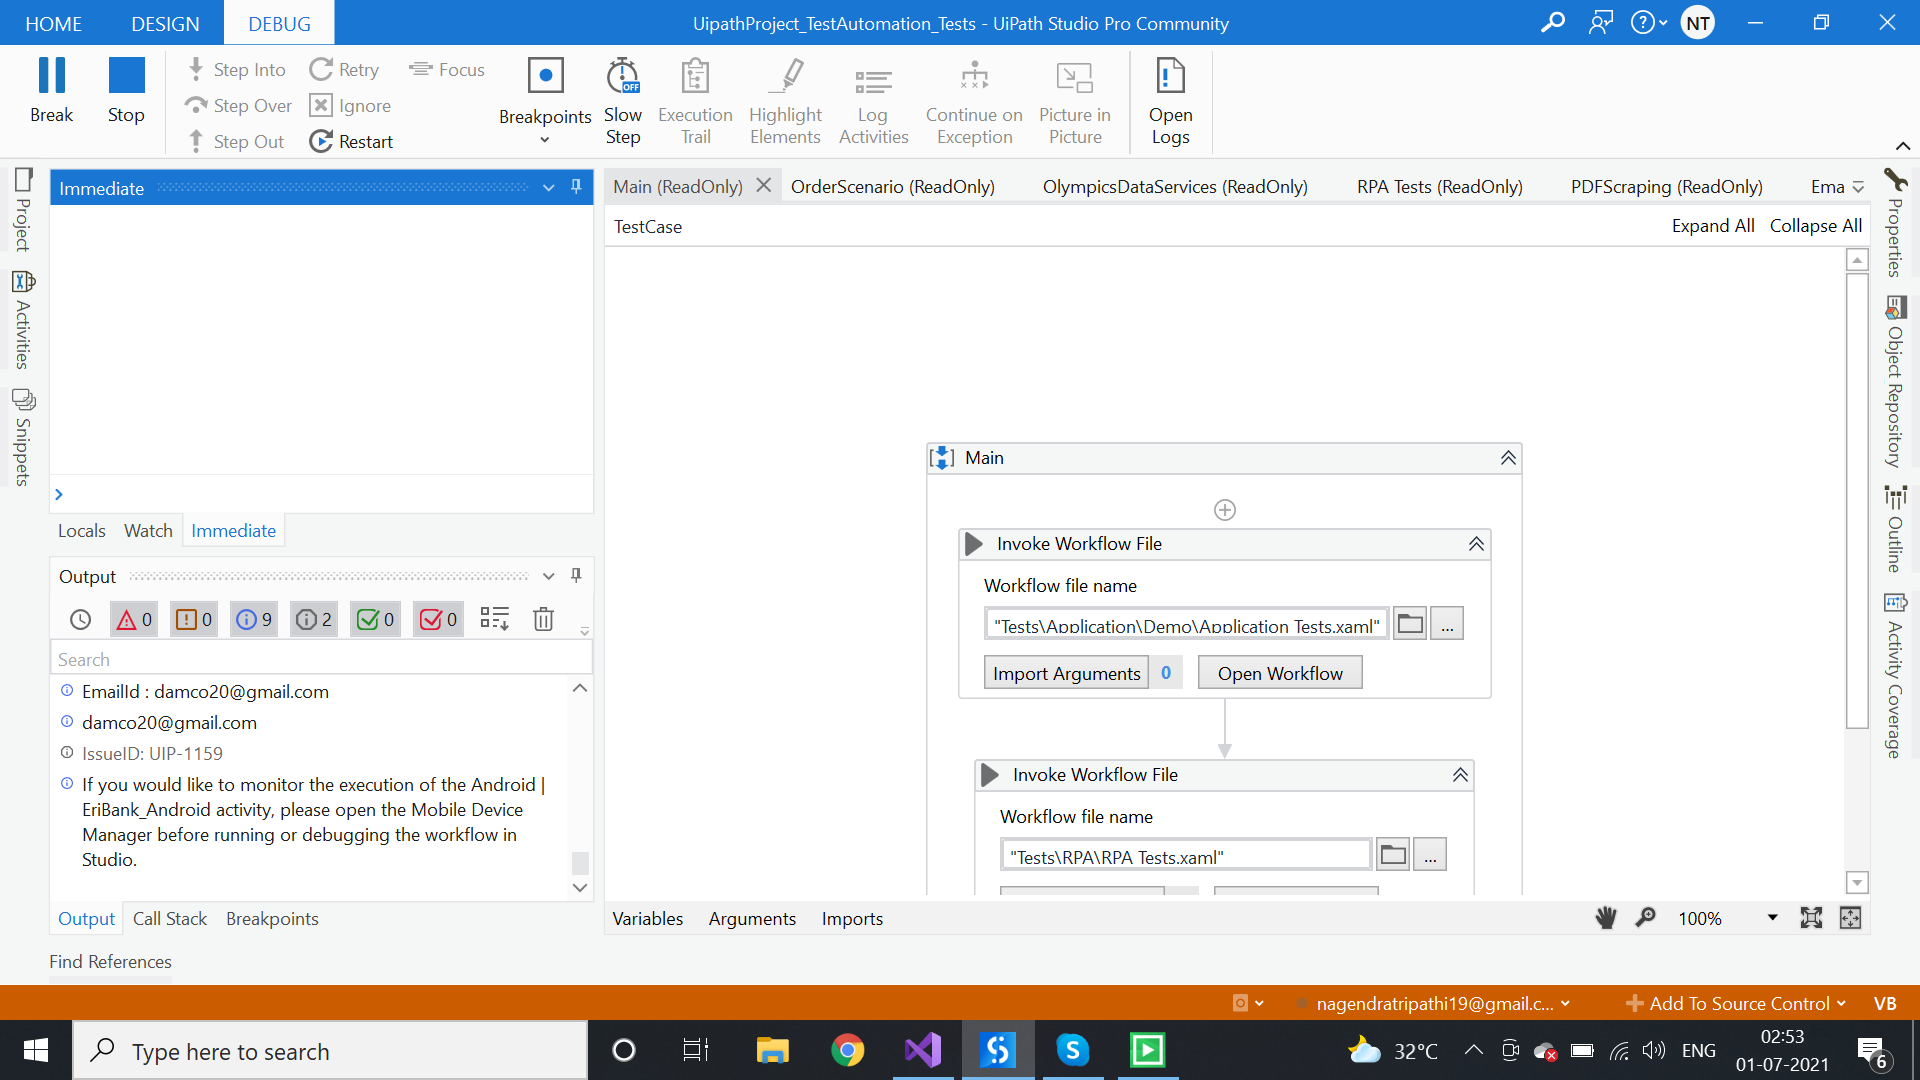 HOME DESIGN DEBUG UipathProject_TestAutomation_Tests - UiPath Studio Pro Community NT
Break Stop Step Into Retry Focus
Step Over Ignore
Step Out Restart
Breakpoints Slow Step OFF Execution Trail Highlight Elements Log Activities Continue on Exception Picture in Picture Open Logs
Project
Activities
Snippets
Immediate
Locals Watch Immediate
Output
0 0 9 2 0 0
Search
EmailId : damco20@gmail.com
damco20@gmail.com
IssueID: UIP-1159
If you would like to monitor the execution of the Android |
EriBank_Android activity, please open the Mobile Device
Manager before running or debugging the workflow in
Studio.
Output Call Stack Breakpoints
Find References
Main (ReadOnly) OrderScenario (ReadOnly) OlympicsDataServices (ReadOnly) RPA Tests (ReadOnly) PDFScraping (ReadOnly) Ema
TestCase Expand All Collapse All
Main
Invoke Workflow File
Workflow file name
"Tests\Application\Demo\Application Tests.xaml" ...
Import Arguments 0 Open Workflow
Invoke Workflow File
Workflow file name
"Tests\RPA\RPA Tests.xaml" ...
Variables Arguments Imports 100%
Properties
Object Repository
Outline
Activity Coverage
nagendratripathi19@gmail.c... Add To Source Control VB
Type here to search 32°C ENG 02:53
01-07-2021 6